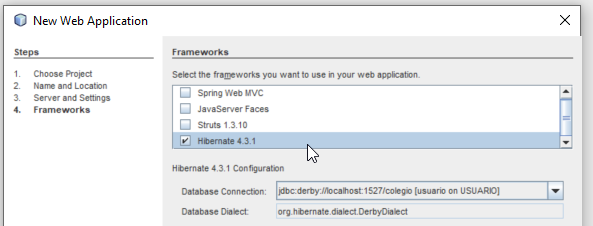 New Web Application
Steps
1. Choose Project
2. Name and Location
3. Server and Settings
4. Frameworks
Frameworks
Select the frameworks you want to use in your web application.
Spring Web MVC
JavaServer Faces
Struts 1.3.10
Hibernate 4.3.1
Hibernate 4.3.1 Configuration
Database Connection: jdbc:derby://localhost:1527/colegio [usuario on USUARIO]
Database Dialect: org.hibernate.dialect.DerbyDialect